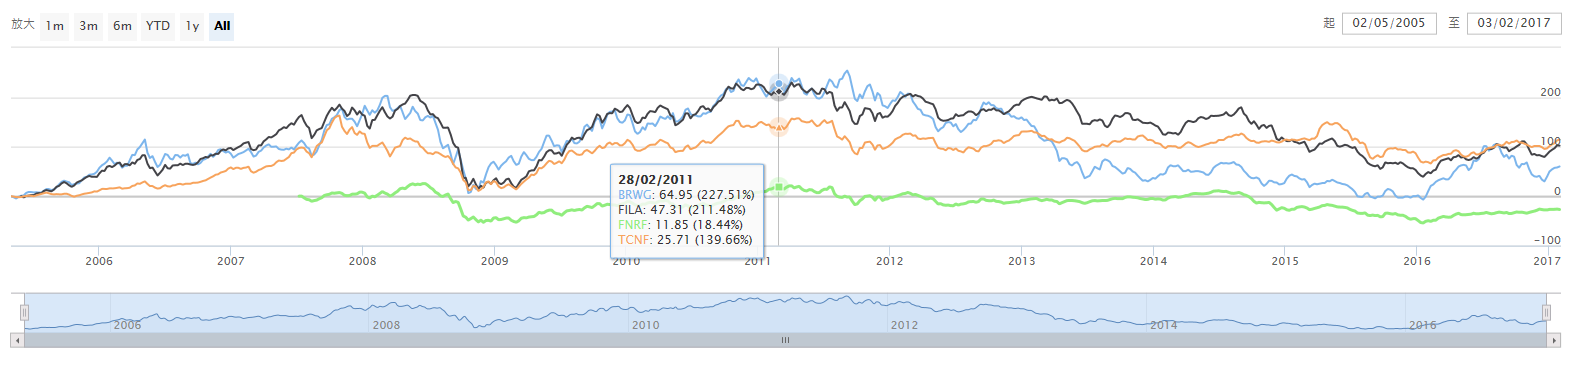 放大 1m 3m 6m YTD 1y All 起 02/05/2005 至 03/02/2017
200
100
0
-100
28/02/2011
BRWG: 64.95 (227.51%)
FILA: 47.31 (211.48%)
FNRF: 11.85 (18.44%)
TCNF: 25.71 (139.66%)
2006 2007 2008 2009 2010 2011 2012 2013 2014 2015 2016 2017
2006 2008 2010 2012 2014 2016